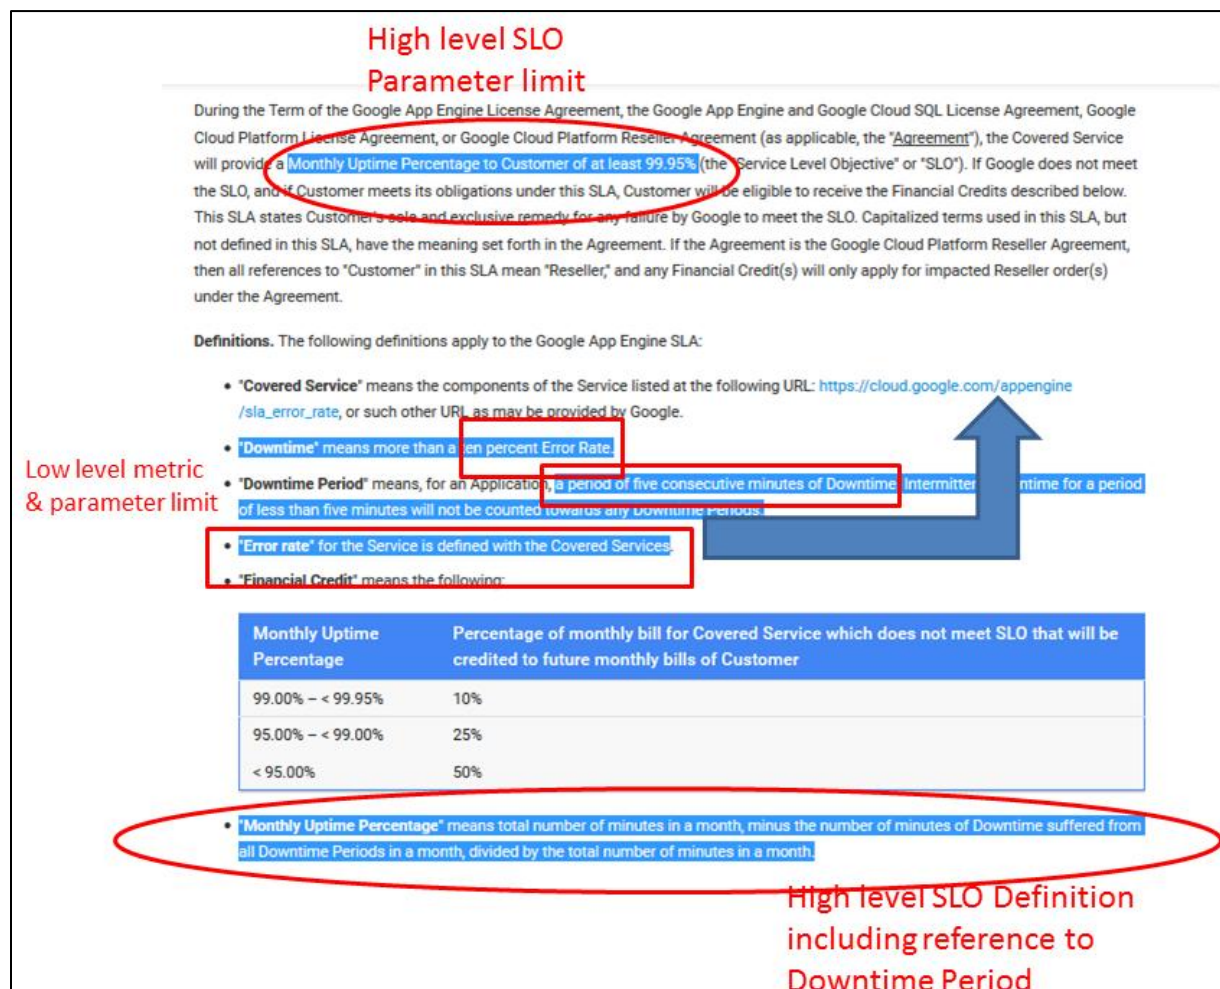 High level SLO
Parameter limit
During the Term of the Google App Engine License Agreement, the Google App Engine and Google Cloud SQL License Agreement, Google
Cloud Platform License Agreement, or Google Cloud Platform Reseller Agreement (as applicable, the "Agreement"), the Covered Service
will provide a Monthly Uptime Percentage to Customer of at least 99.95% (the "Service Level Objective" or "SLO"). If Google does not meet
the SLO, and if Customer meets its obligations under this SLA, Customer will be eligible to receive the Financial Credits described below.
This SLA states Customer's sole and exclusive remedy for any failure by Google to meet the SLO. Capitalized terms used in this SLA, but
not defined in this SLA, have the meaning set forth in the Agreement. If the Agreement is the Google Cloud Platform Reseller Agreement,
then all references to "Customer" in this SLA mean "Reseller," and any Financial Credit(s) will only apply for impacted Reseller order(s)
under the Agreement.
Definitions. The following definitions apply to the Google App Engine SLA:
• "Covered Service" means the components of the Service listed at the following URL: https://cloud.google.com/appengine
/sla_error_rate, or such other URL as may be provided by Google.
• "Downtime" means more than a ten percent Error Rate.
Low level metric
& parameter limit
• "Downtime Period" means, for an Application, a period of five consecutive minutes of Downtime. Intermittent time for a period
of less than five minutes will not be counted towards any Downtime Periods.
• "Error rate" for the Service is defined with the Covered Services.
• "Financial Credit" means the following:
Monthly Uptime Percentage
Percentage of monthly bill for Covered Service which does not meet SLO that will be credited to future monthly bills of Customer
99.00% – < 99.95% 10%
95.00% – < 99.00% 25%
< 95.00% 50%
• "Monthly Uptime Percentage" means total number of minutes in a month, minus the number of minutes of Downtime suffered from
all Downtime Periods in a month, divided by the total number of minutes in a month.
High level SLO Definition
including reference to
Downtime Period